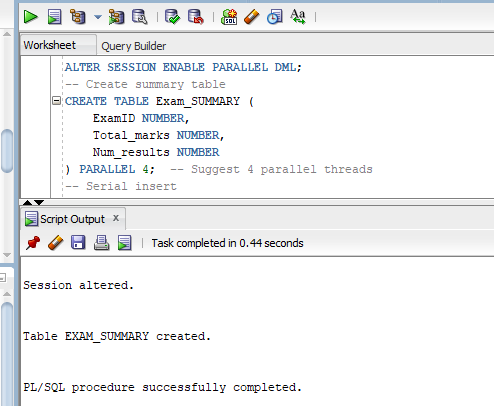 Worksheet
Query Builder
ALTER SESSION ENABLE PARALLEL DML;
-- Create summary table
CREATE TABLE Exam_SUMMARY (
    ExamID NUMBER,
    Total_marks NUMBER,
    Num_results NUMBER
) PARALLEL 4;  -- Suggest 4 parallel threads
-- Serial insert
Script Output
Task completed in 0.44 seconds
Session altered.
Table EXAM_SUMMARY created.
PL/SQL procedure successfully completed.